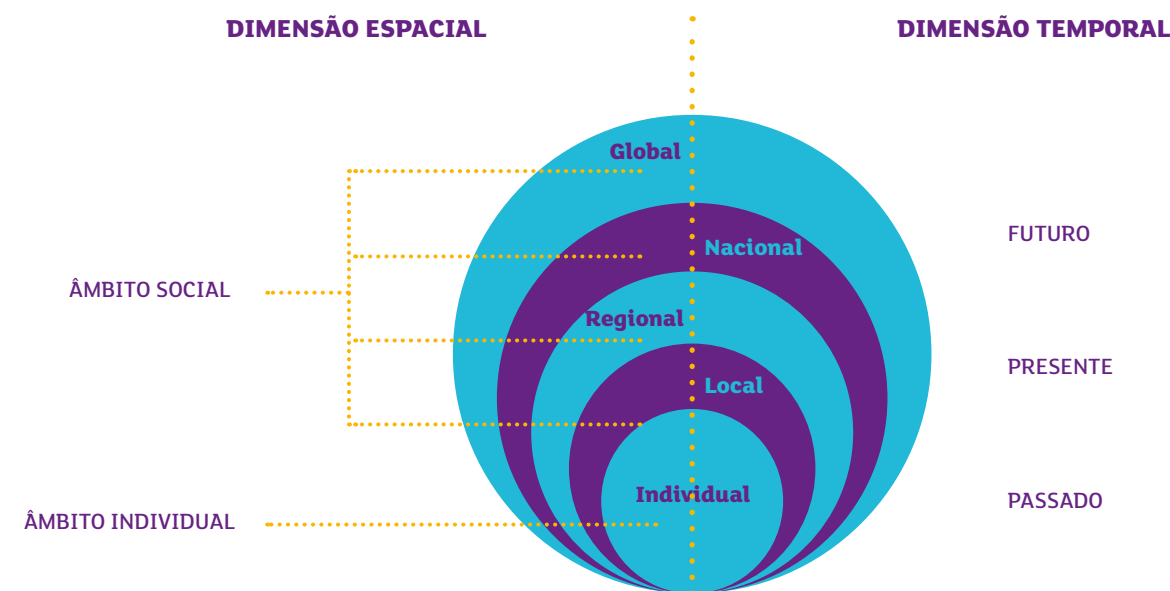 DIMENSÃO ESPACIAL
DIMENSÃO TEMPORAL
Global
Nacional
FUTURO
ÂMBITO SOCIAL
Regional
PRESENTE
Local
Individual
PASSADO
ÂMBITO INDIVIDUAL